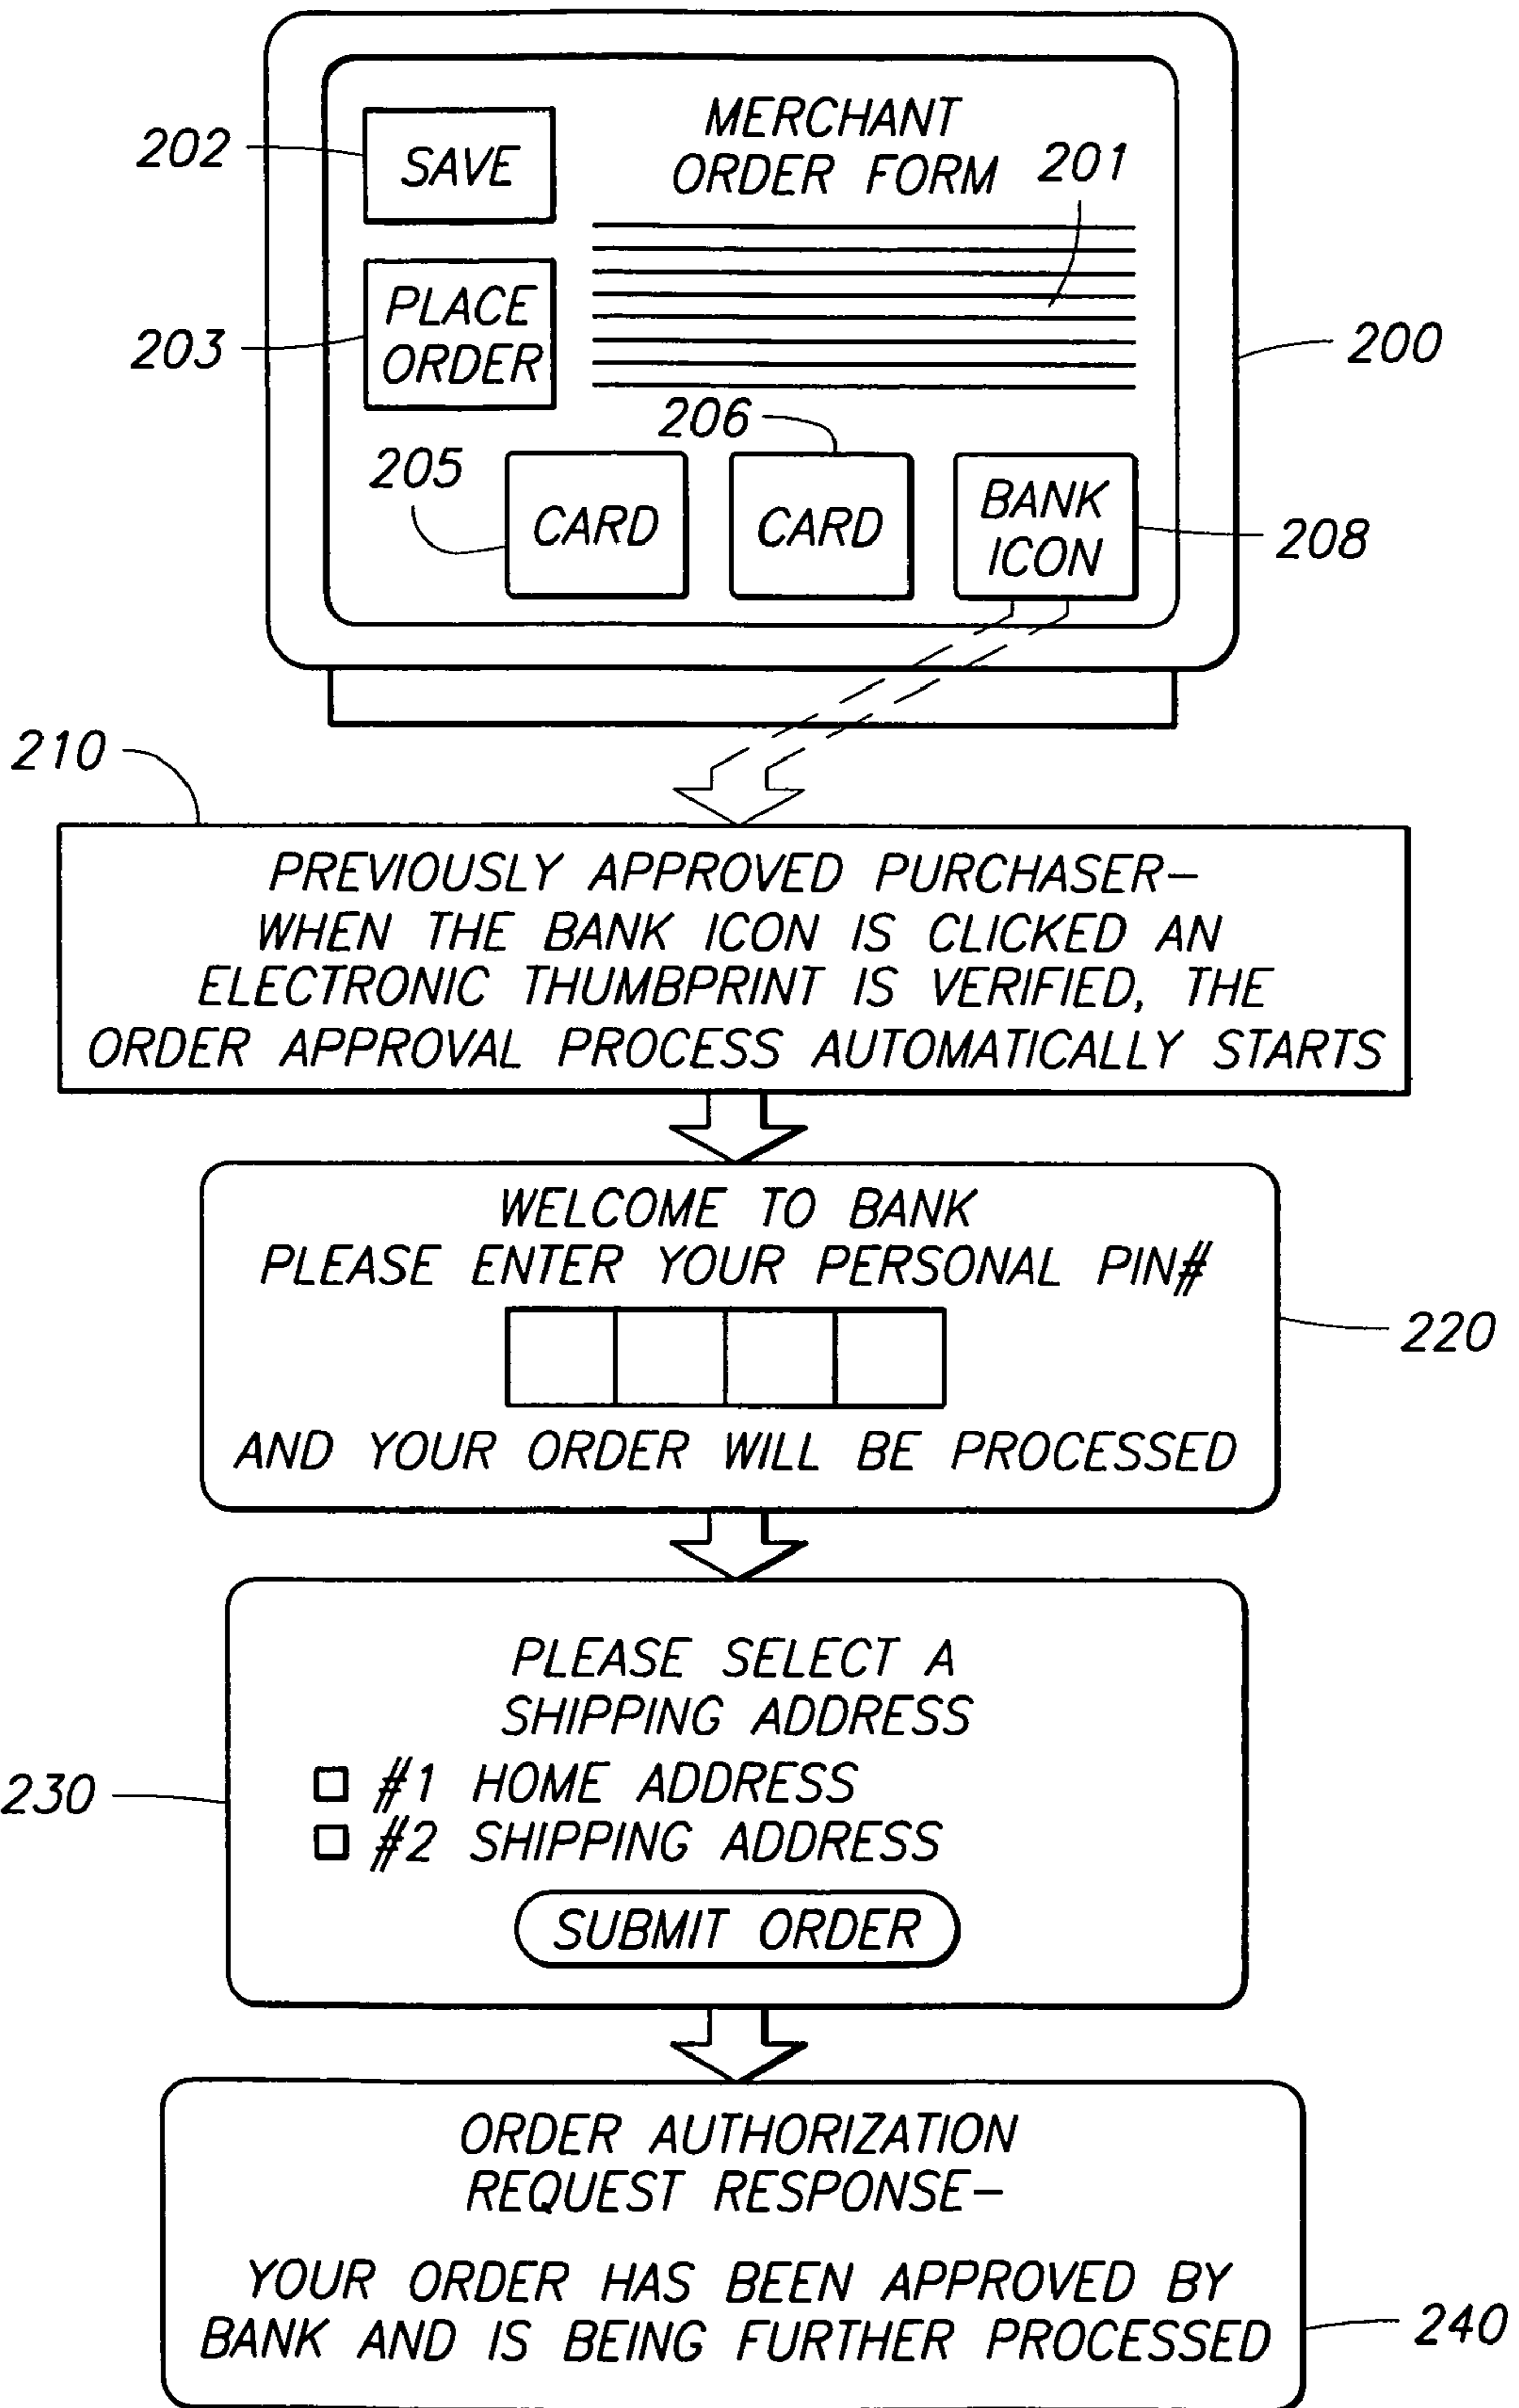 MERCHANT
ORDER FORM
201
202
SAVE
203
PLACE
ORDER
200
205
CARD
206
CARD
BANK
ICON
208
210
PREVIOUSLY APPROVED PURCHASER—
WHEN THE BANK ICON IS CLICKED AN
ELECTRONIC THUMBPRINT IS VERIFIED, THE
ORDER APPROVAL PROCESS AUTOMATICALLY STARTS
WELCOME TO BANK
PLEASE ENTER YOUR PERSONAL PIN#
220
AND YOUR ORDER WILL BE PROCESSED
PLEASE SELECT A
SHIPPING ADDRESS
230
#1 HOME ADDRESS
#2 SHIPPING ADDRESS
SUBMIT ORDER
ORDER AUTHORIZATION
REQUEST RESPONSE—
YOUR ORDER HAS BEEN APPROVED BY
BANK AND IS BEING FURTHER PROCESSED
240